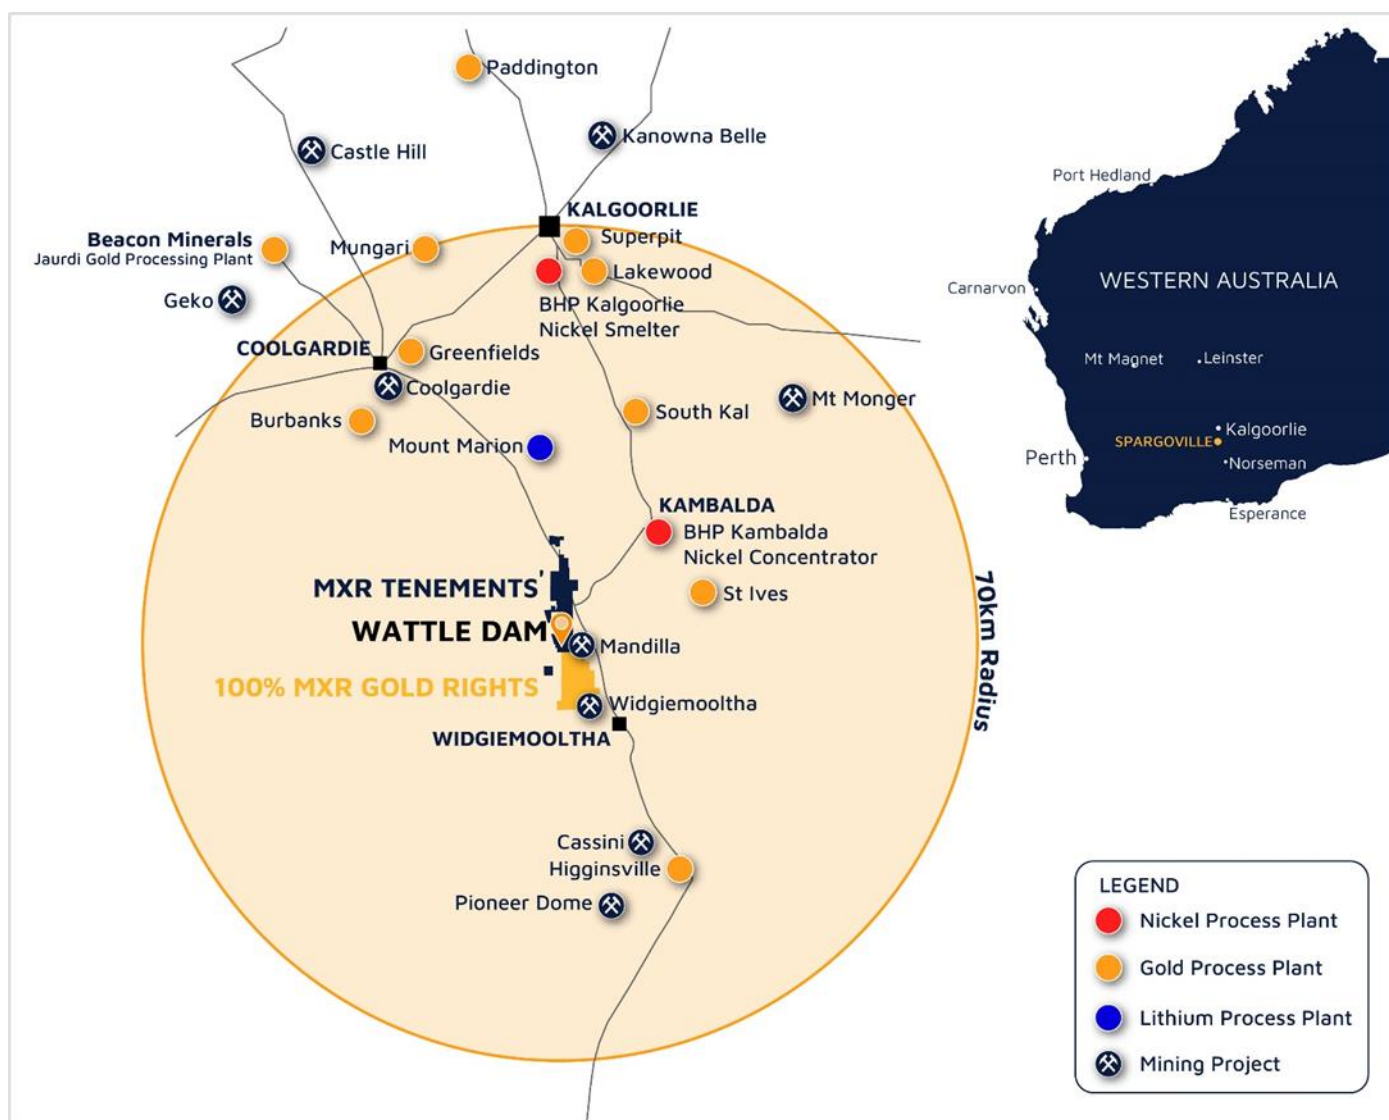 Paddington
Kanowna Belle
Castle Hill
KALGOORLIE
Superpit
Beacon Minerals
Jaurdi Gold Processing Plant
Mungari
Lakewood
Geko
BHP Kalgoorlie
Nickel Smelter
COOLGARDIE
Greenfields
Coolgardie
Mt Monger
Burbanks
South Kal
Mount Marion
KAMBALDA
BHP Kambalda
Nickel Concentrator
MXR TENEMENTS'
St Ives
WATTLE DAM
Mandilla
100% MXR GOLD RIGHTS
Widgiemooltha
WIDGIEMOOLTHA
70km Radius
Cassini
Higginsville
Pioneer Dome
Port Hedland
WESTERN AUSTRALIA
Carnarvon
Mt Magnet
Leinster
Kalgoorlie
SPARGOVILLE
Perth
Norseman
Esperance
LEGEND
Nickel Process Plant
Gold Process Plant
Lithium Process Plant
Mining Project